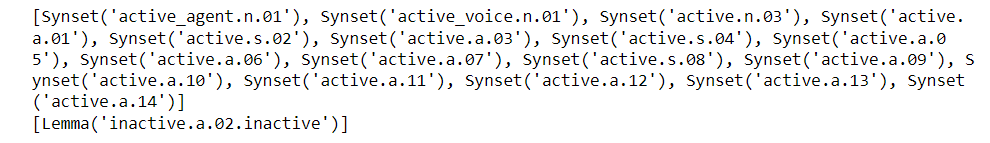 [Synset('active_agent.n.01'), Synset('active_voice.n.01'), Synset('active.n.03'), Synset('active.
a.01'), Synset('active.s.02'), Synset('active.a.03'), Synset('active.s.04'), Synset('active.a.0
5'), Synset('active.a.06'), Synset('active.a.07'), Synset('active.s.08'), Synset('active.a.09'), S
ynset('active.a.10'), Synset('active.a.11'), Synset('active.a.12'), Synset('active.a.13'), Synset
('active.a.14')]
[Lemma('inactive.a.02.inactive')]